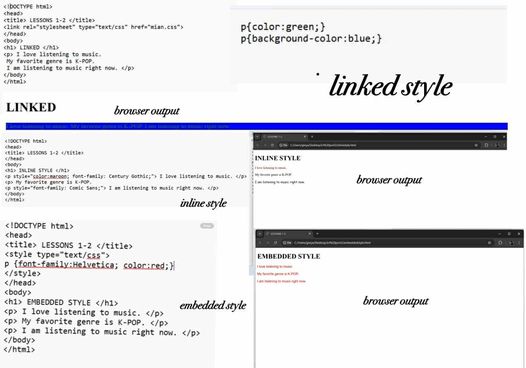 <!DOCTYPE html>
<head>
<title> LESSONS 1-2 </title>
<link rel="stylesheet" type="text/css" href="mian.css">
</head>
<body>
<h1> LINKED </h1>
<p> I love listening to music.
My favorite genre is K-POP.
I am listening to music right now. </p>
</body>
</html>
p{color:green;}
p{background-color:blue;}
linked style
LINKED
browser output
I love listening to music. My favorite genre is K-POP. I am listening to music right now.
<!DOCTYPE html>
<head>
<title> LESSONS 1-2 </title>
</head>
<body>
<h1> INLINE STYLE </h1>
<p style="color:maroon; font-family: Century Gothic;"> I love listening to music. </p>
<p> My favorite genre is K-POP. </p>
<p style="font-family: Comic Sans;"> I am listening to music right now. </p>
</body>
</html>
inline style
INLINE STYLE
I love listening to music.
My favorite genre is K-POP.
I am listening to music right now.
browser output
<!DOCTYPE html>
<head>
<title> LESSONS 1-2 </title>
<style type="text/css">
p {font-family:Helvetica; color:red;}
</style>
</head>
<body>
<h1> EMBEDDED STYLE </h1>
<p> I love listening to music. </p>
<p> My favorite genre is K-POP. </p>
<p> I am listening to music right now. </p>
</body>
</html>
embedded style
EMBEDDED STYLE
I love listening to music.
My favorite genre is K-POP.
I am listening to music right now.
browser output